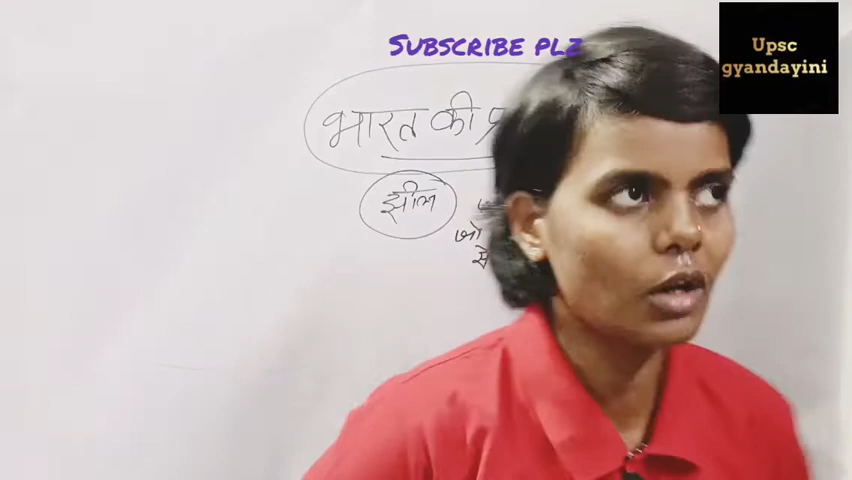 SUBSCRIBE PLZ
Upsc
gyandayini
भारत की प्र
झील
जो
से